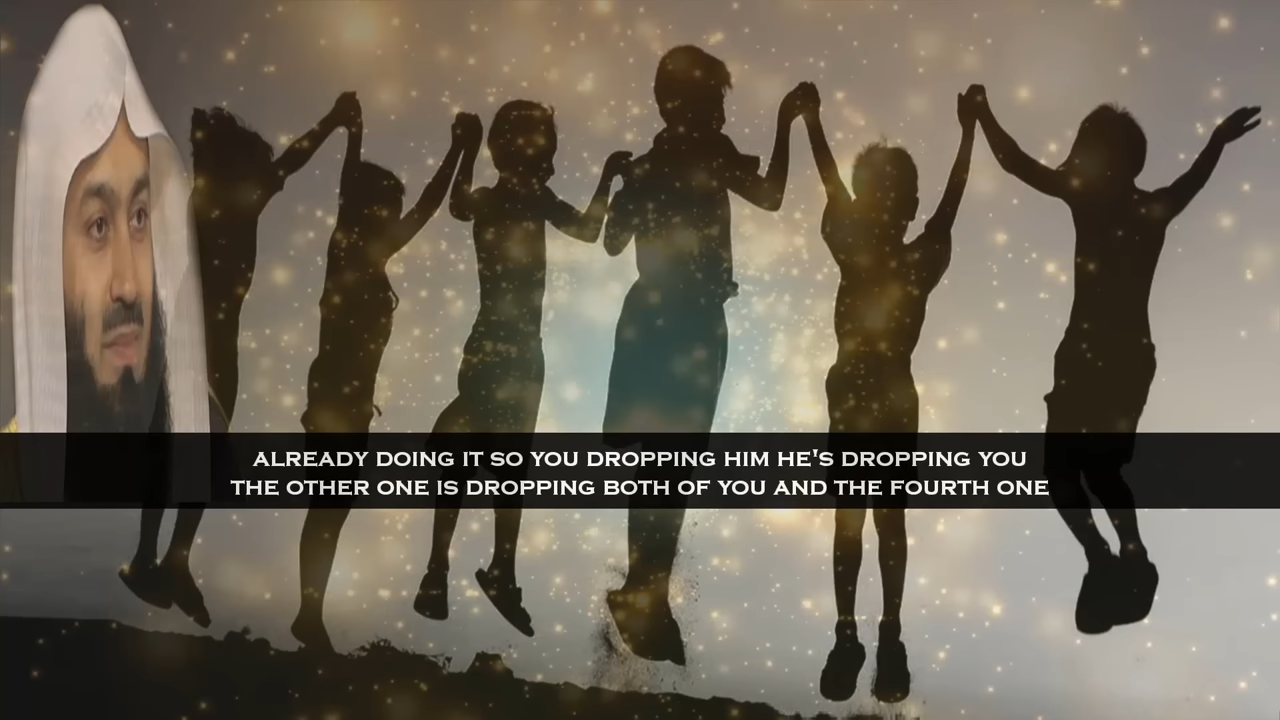 ALREADY DOING IT SO YOU DROPPING HIM HE'S DROPPING YOU
THE OTHER ONE IS DROPPING BOTH OF YOU AND THE FOURTH ONE